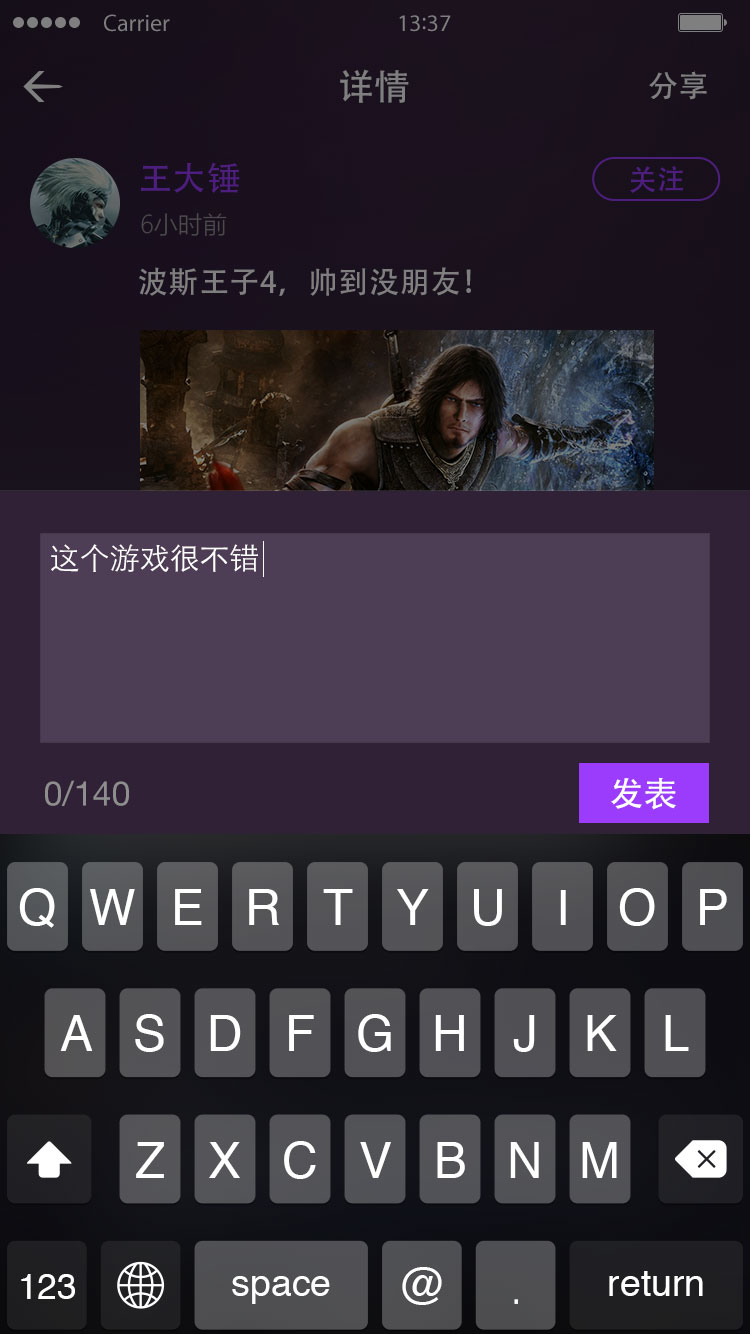 Carrier 13:37
详情 分享
王大锤 关注
6小时前
波斯王子4，帅到没朋友！
这个游戏很不错
0/140 发表
Q W E R T Y U I O P
A S D F G H J K L
Z X C V B N M
123 space @ . return